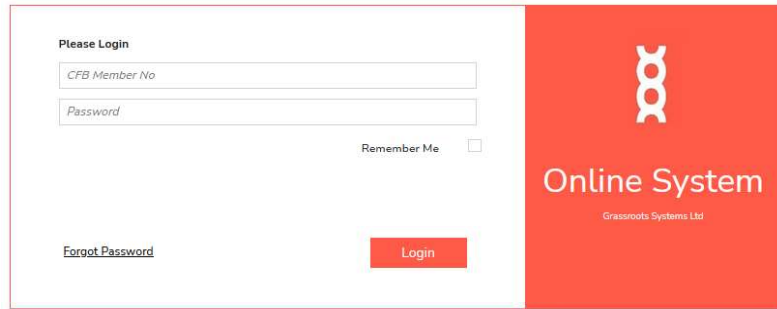 Please Login
CFB Member No
Password
Remember Me
Forgot Password
Login
Online System
Grassroots Systems Ltd